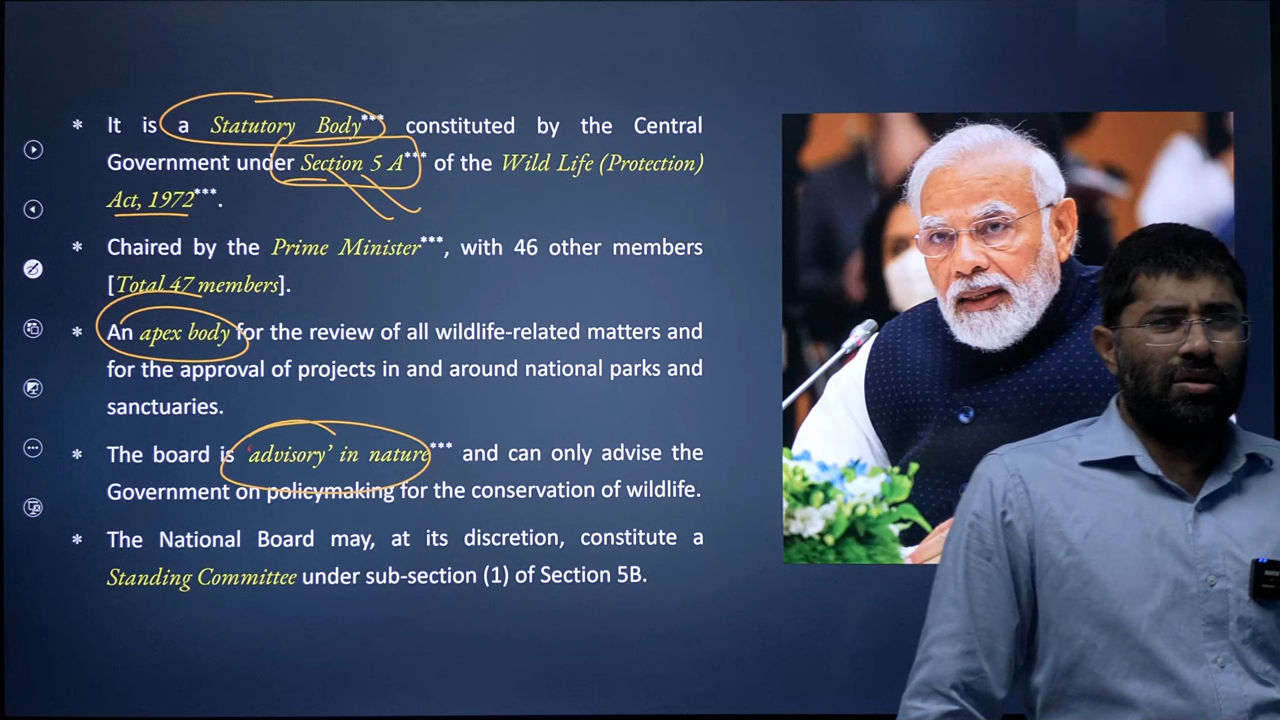 * It is a Statutory Body*** constituted by the Central
Government under Section 5 A*** of the Wild Life (Protection)
Act, 1972***.
* Chaired by the Prime Minister***, with 46 other members
[Total 47 members].
* An apex body for the review of all wildlife-related matters and
for the approval of projects in and around national parks and
sanctuaries.
* The board is ‘advisory’ in nature*** and can only advise the
Government on policymaking for the conservation of wildlife.
* The National Board may, at its discretion, constitute a
Standing Committee under sub-section (1) of Section 5B.